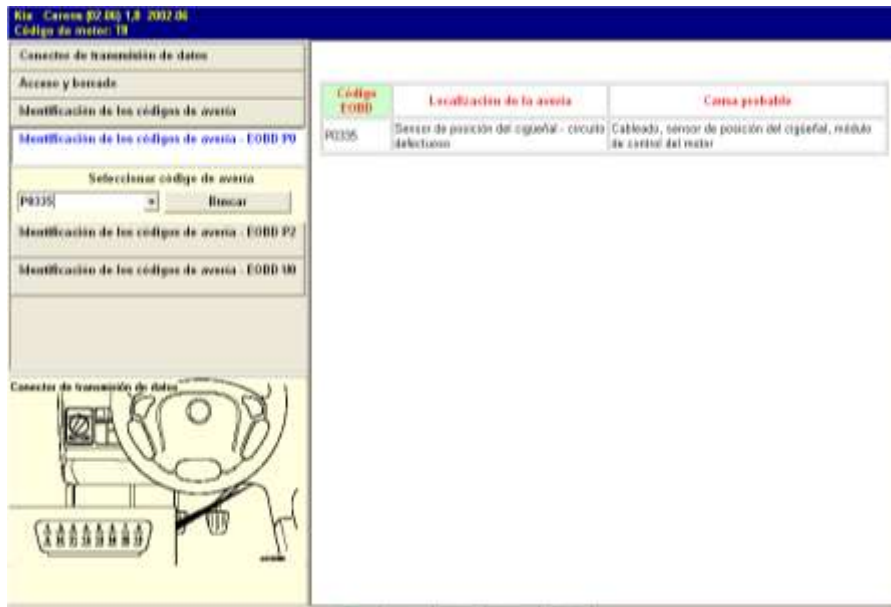 Kia Carens (02-06) 1,8 2002-06
Código de motor: T8
Conector de transmisión de datos
Acceso y borrado
Identificación de los códigos de avería
Identificación de los códigos de avería - EOBD P0
Seleccionar código de avería
P0335
Buscar
Identificación de los códigos de avería - EOBD P2
Identificación de los códigos de avería - EOBD U0
Código EOBD
Localización de la avería
Causa probable
P0335
Sensor de posición del cigüeñal - circuito defectuoso
Cableado, sensor de posición del cigüeñal, módulo de control del motor
Conector de transmisión de datos